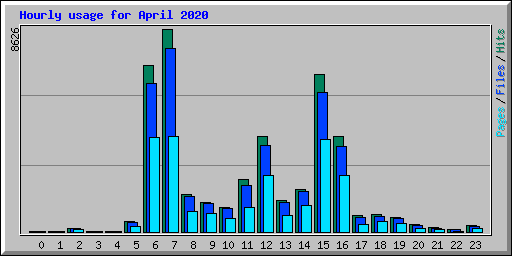 Hourly usage for April 2020
8626
Pages/Files/Hits
0 1 2 3 4 5 6 7 8 9 10 11 12 13 14 15 16 17 18 19 20 21 22 23